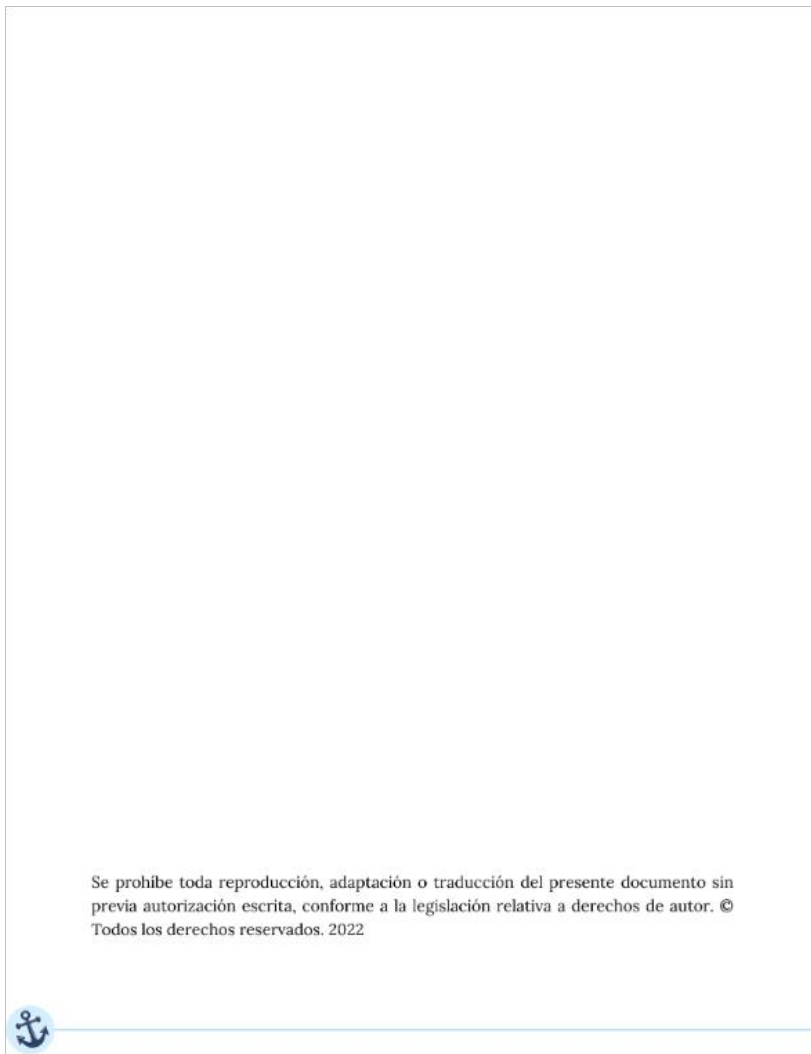 Se prohíbe toda reproducción, adaptación o traducción del presente documento sin
previa autorización escrita, conforme a la legislación relativa a derechos de autor. ©
Todos los derechos reservados. 2022